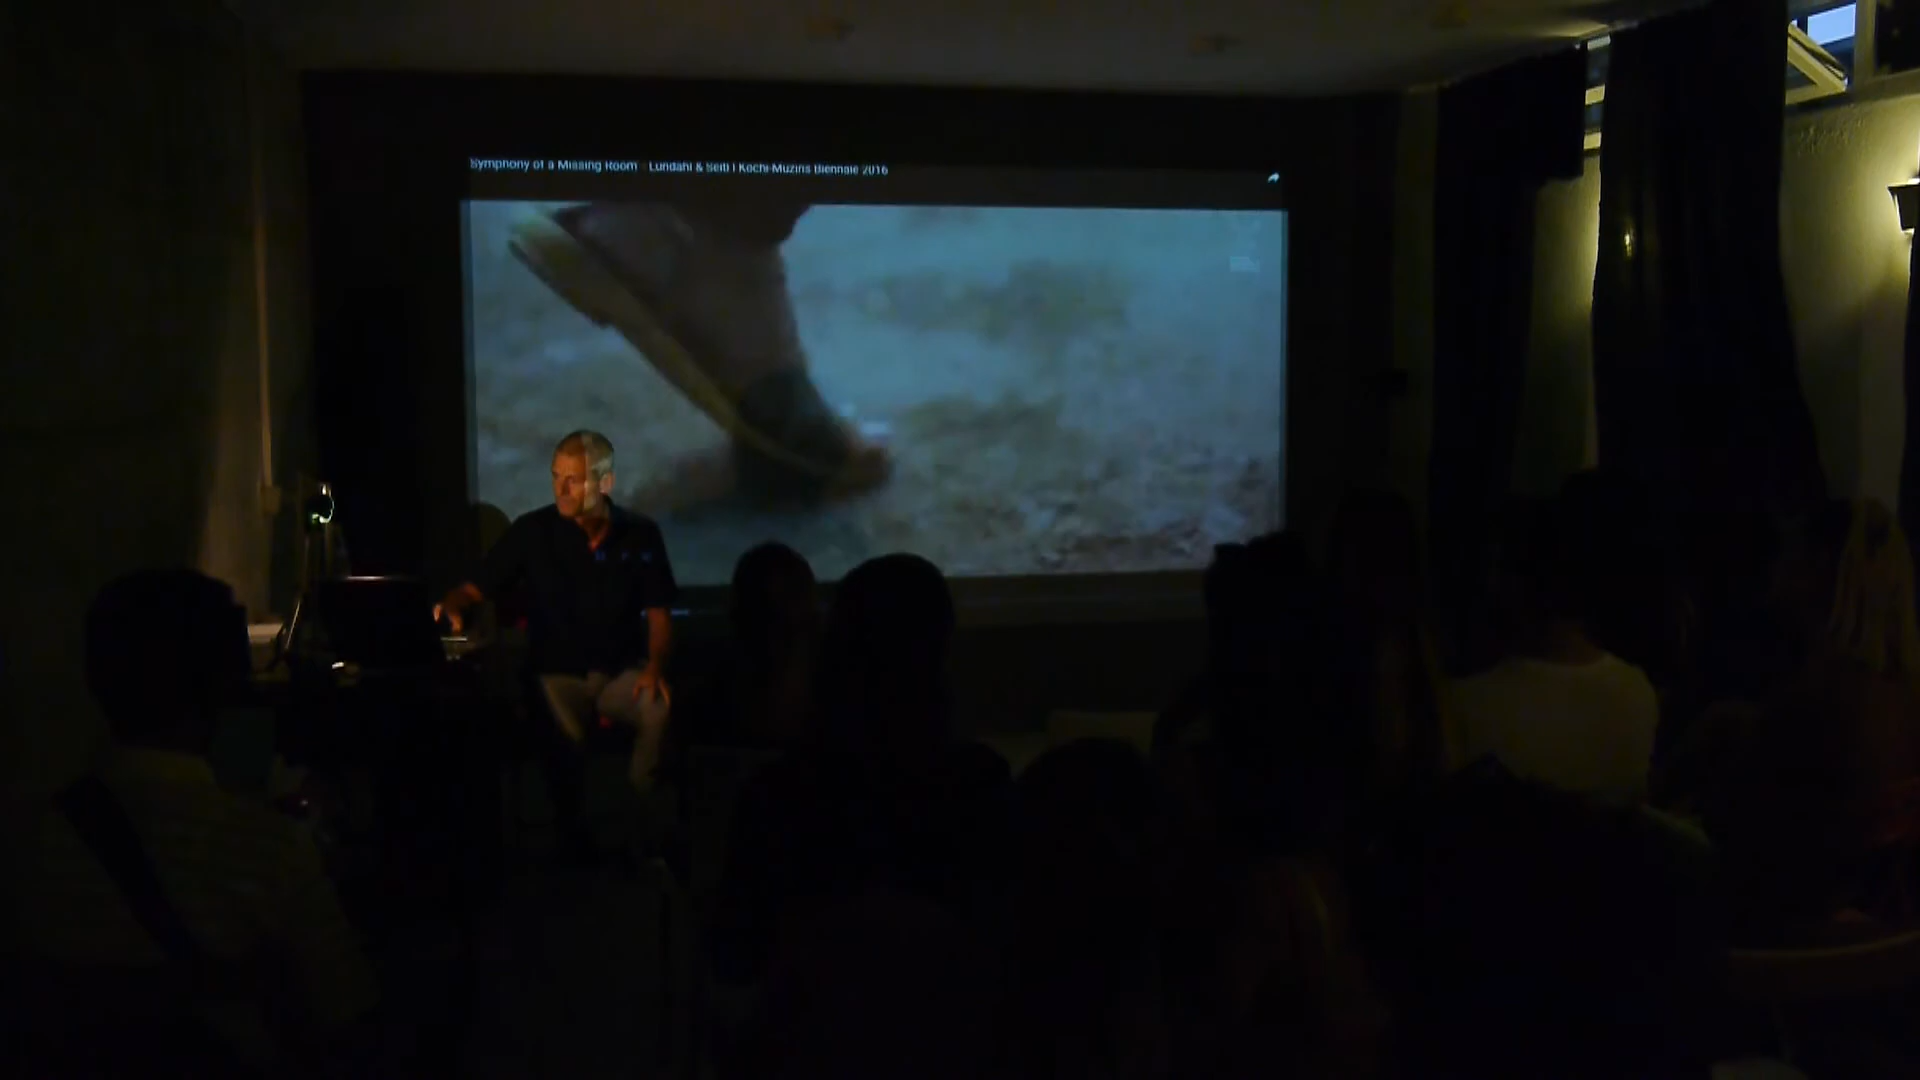 Symphony of a Missing Room - Lundahl & Seitl | Kochi-Muziris Biennale 2016